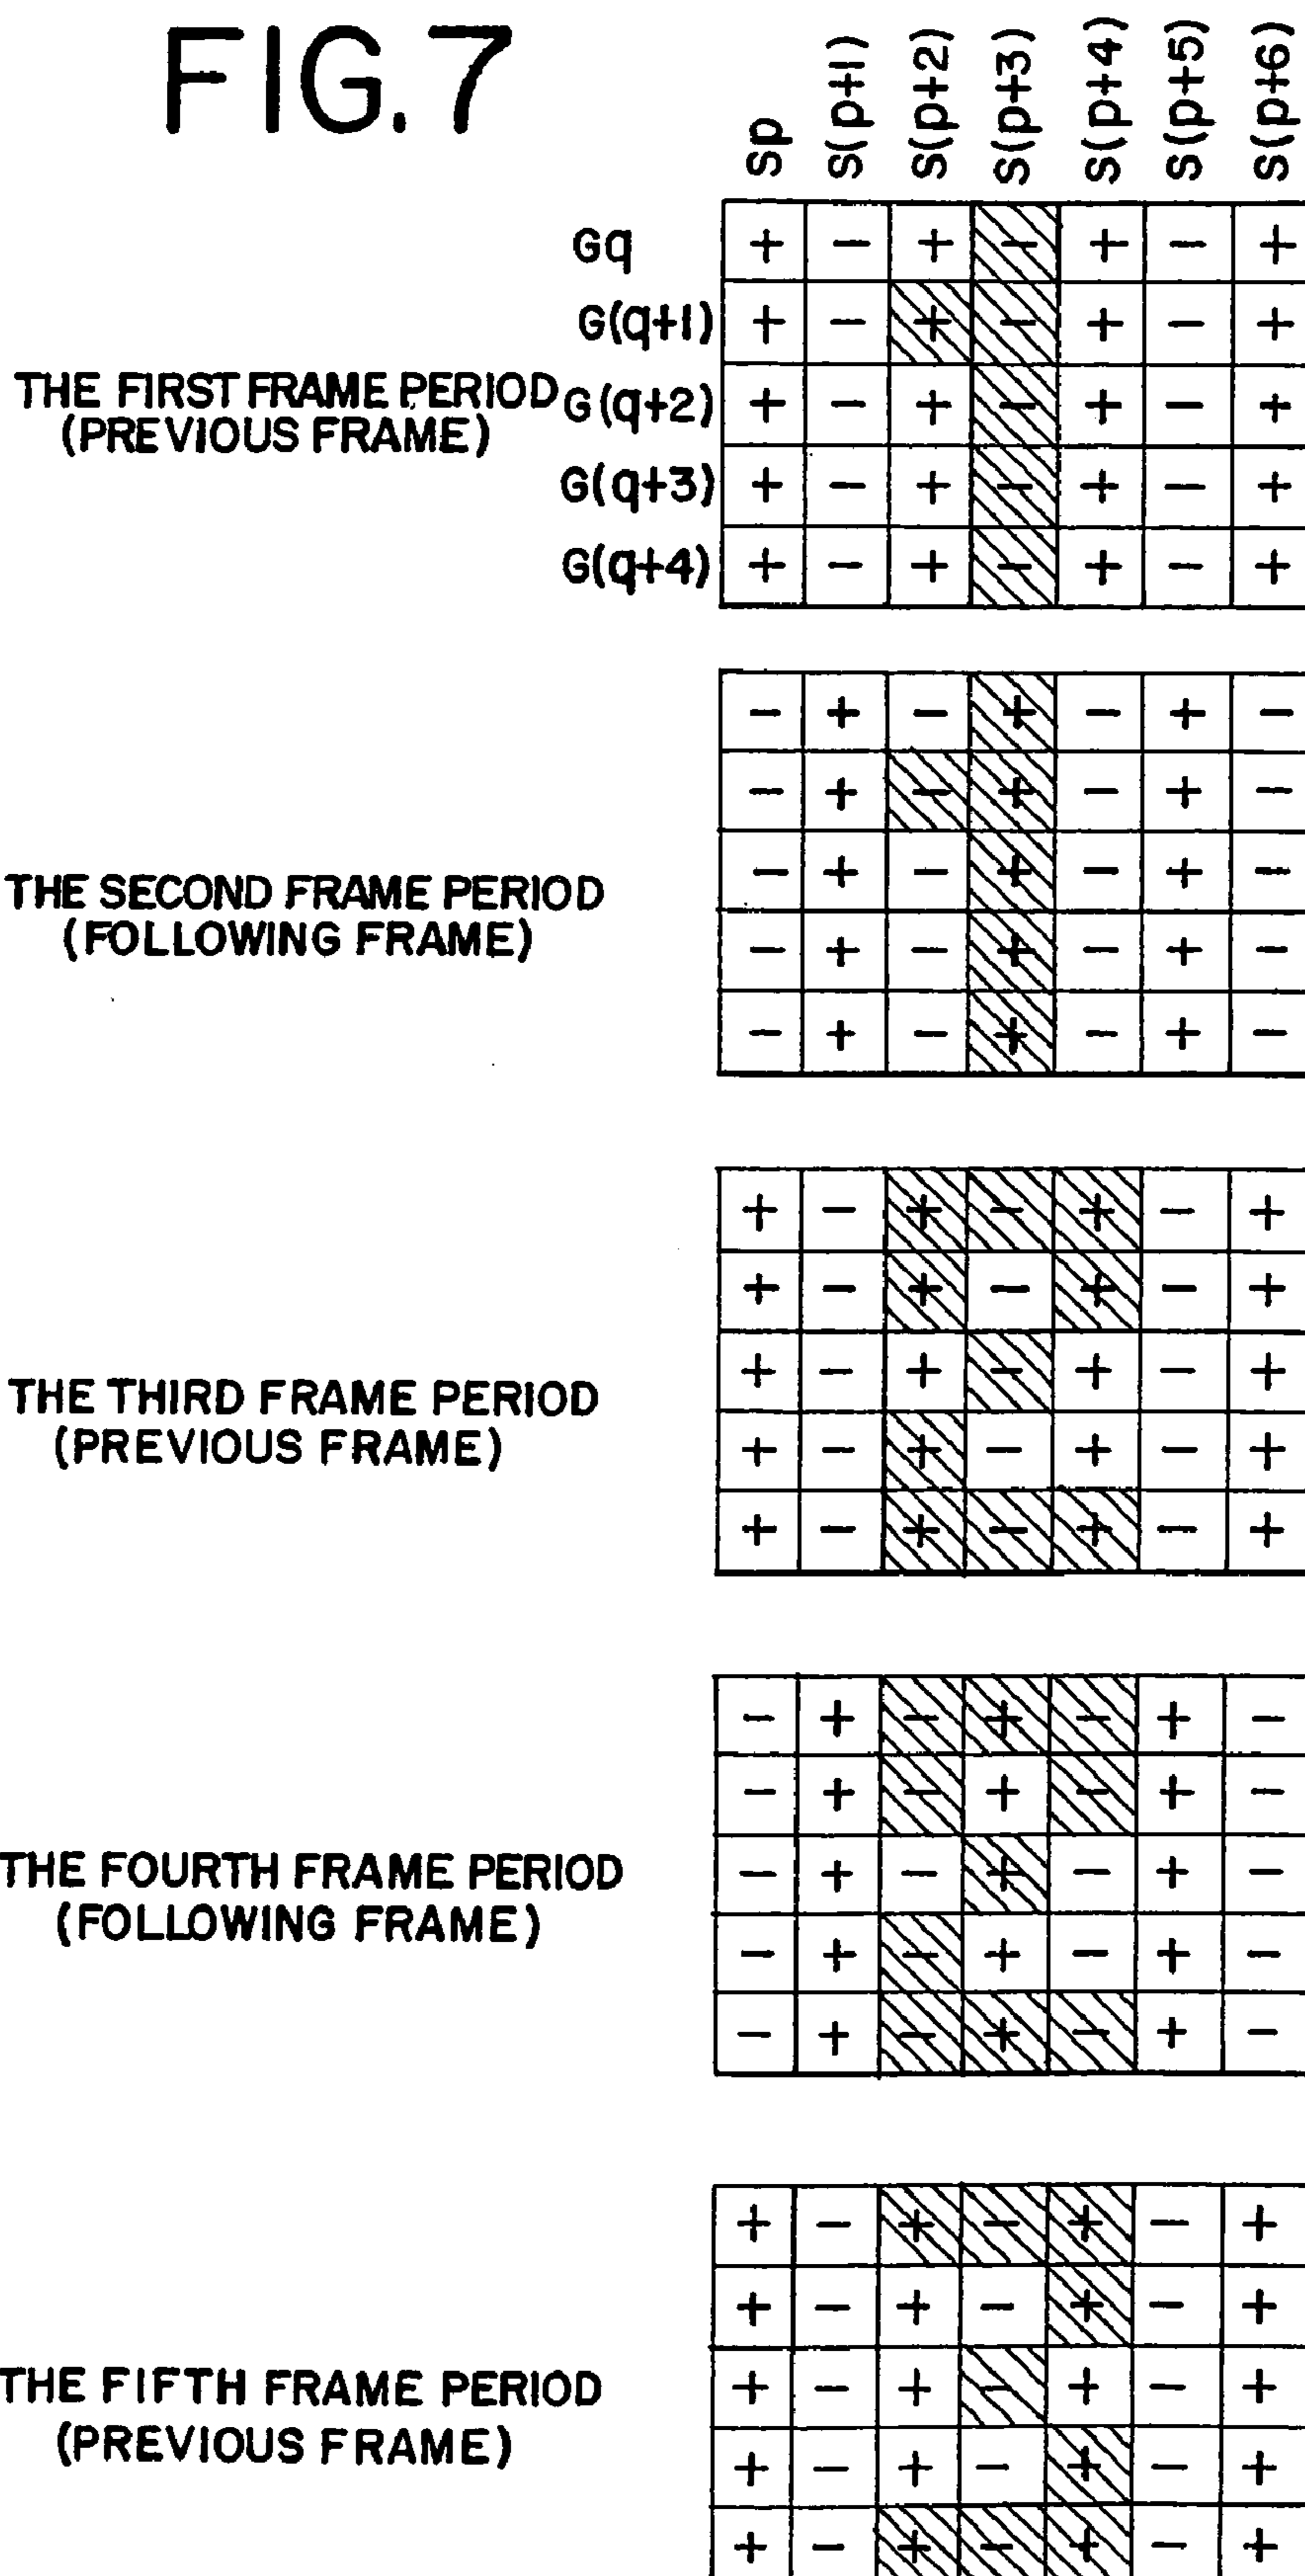 FIG. 7
Sp S(p+1) S(p+2) S(p+3) S(p+4) S(p+5) S(p+6)
Gq + - + - + - +
G(q+1) + - + - + - +
THE FIRST FRAME PERIOD
(PREVIOUS FRAME)
G(q+2) + - + - + - +
G(q+3) + - + - + - +
G(q+4) + - + - + - +
- + - + - + -
- + - + - + -
THE SECOND FRAME PERIOD
(FOLLOWING FRAME)
- + - + - + -
- + - + - + -
- + - + - + -
+ - + - + - +
+ - + - + - +
THE THIRD FRAME PERIOD
(PREVIOUS FRAME)
+ - + - + - +
+ - + - + - +
+ - + - + - +
- + - + - + -
- + - + - + -
THE FOURTH FRAME PERIOD
(FOLLOWING FRAME)
- + - + - + -
- + - + - + -
- + - + - + -
+ - + - + - +
+ - + - + - +
THE FIFTH FRAME PERIOD
(PREVIOUS FRAME)
+ - + - + - +
+ - + - + - +
+ - + - + - +